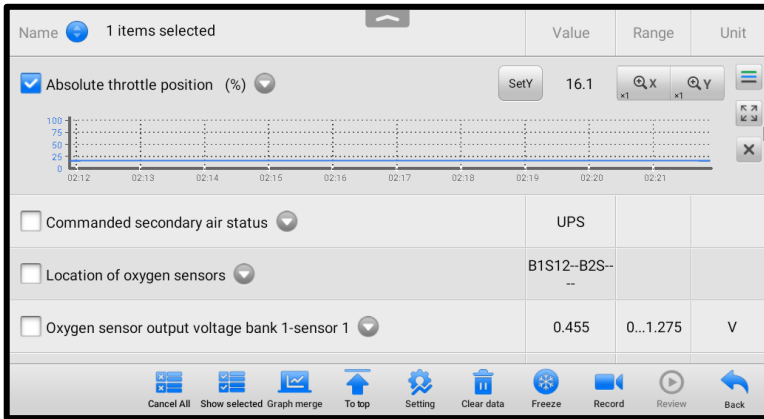 Name 1 items selected Value Range Unit
Absolute throttle position (%) SetY 16.1 ×1 X ×1 Y
100
75
50
25
0
02:12 02:13 02:14 02:15 02:16 02:17 02:18 02:19 02:20 02:21
Commanded secondary air status UPS
Location of oxygen sensors B1S12--B2S--
--
Oxygen sensor output voltage bank 1-sensor 1 0.455 0...1.275 V
Cancel All Show selected Graph merge To top Setting Clear data Freeze Record Review Back